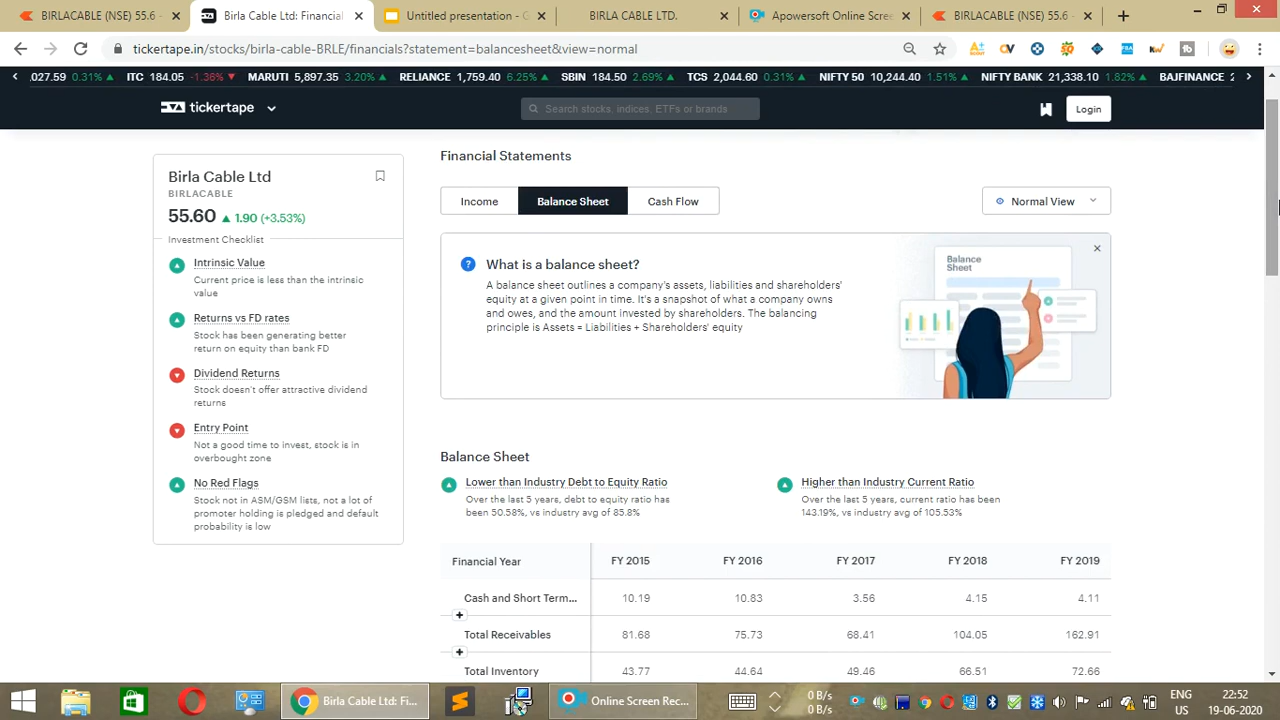 BIRLACABLE (NSE) 55.6 -
Birla Cable Ltd: Financial
Untitled presentation - G
BIRLA CABLE LTD.
Apowersoft Online Scree
BIRLACABLE (NSE) 55.6 -
tickertape.in/stocks/birla-cable-BRLE/financials?statement=balancesheet&view=normal
.027.59 0.31% ITC 184.05 -1.36% MARUTI 5,897.35 3.20% RELIANCE 1,759.40 6.25% SBIN 184.50 2.69% TCS 2,044.60 0.31% NIFTY 50 10,244.40 1.51% NIFTY BANK 21,338.10 1.82% BAJFINANCE
tickertape
Search stocks, indices, ETFs or brands
Login
Birla Cable Ltd
BIRLACABLE
55.60 1.90 (+3.53%)
Investment Checklist
Intrinsic Value
Current price is less than the intrinsic
value
Returns vs FD rates
Stock has been generating better
return on equity than bank FD
Dividend Returns
Stock doesn't offer attractive dividend
returns
Entry Point
Not a good time to invest, stock is in
overbought zone
No Red Flags
Stock not in ASM/GSM lists, not a lot of
promoter holding is pledged and default
probability is low
Financial Statements
Income
Balance Sheet
Cash Flow
Normal View
What is a balance sheet?
A balance sheet outlines a company's assets, liabilities and shareholders'
equity at a given point in time. It's a snapshot of what a company owns
and owes, and the amount invested by shareholders. The balancing
principle is Assets = Liabilities + Shareholders' equity
Balance
Sheet
Balance Sheet
Lower than Industry Debt to Equity Ratio
Over the last 5 years, debt to equity ratio has
been 50.58%, vs industry avg of 85.8%
Higher than Industry Current Ratio
Over the last 5 years, current ratio has been
143.19%, vs industry avg of 105.53%
Financial Year FY 2015 FY 2016 FY 2017 FY 2018 FY 2019
Cash and Short Term... 10.19 10.83 3.56 4.15 4.11
Total Receivables 81.68 75.73 68.41 104.05 162.91
Total Inventory 43.77 44.64 49.46 66.51 72.66
Birla Cable Ltd: Fi...
Online Screen Rec...
0 B/s
0 B/s
ENG
US
22:52
19-06-2020